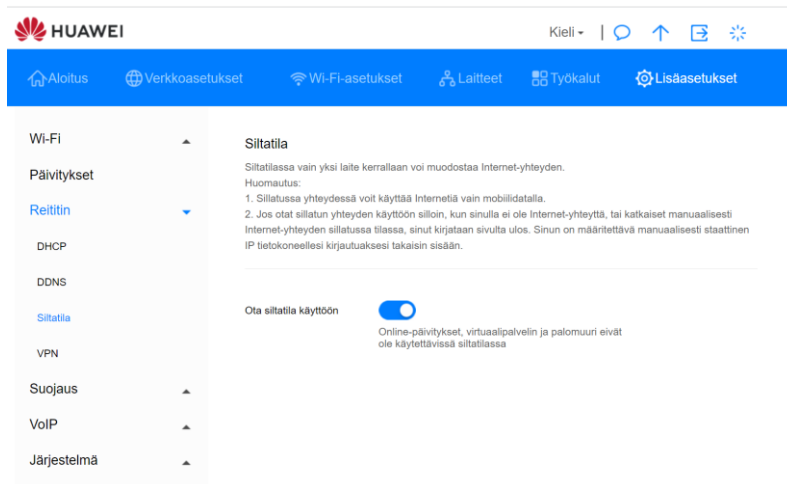 HUAWEI
Kieli
Aloitus
Verkkoasetukset
Wi-Fi-asetukset
Laitteet
Työkalut
Lisäasetukset
Wi-Fi
Päivitykset
Reititin
DHCP
DDNS
Siltatila
VPN
Suojaus
VoIP
Järjestelmä
Siltatila
Siltatilassa vain yksi laite kerrallaan voi muodostaa Internet-yhteyden.
Huomautus:
1. Sillatussa yhteydessä voit käyttää Internetiä vain mobiilidatalla.
2. Jos otat sillatun yhteyden käyttöön silloin, kun sinulla ei ole Internet-yhteyttä, tai katkaiset manuaalisesti
Internet-yhteyden sillatussa tilassa, sinut kirjataan sivulta ulos. Sinun on määritettävä manuaalisesti staattinen
IP tietokoneellesi kirjautuaksesi takaisin sisään.
Ota siltatila käyttöön
Online-päivitykset, virtuaalipalvelin ja palomuuri eivät
ole käytettävissä siltatilassa